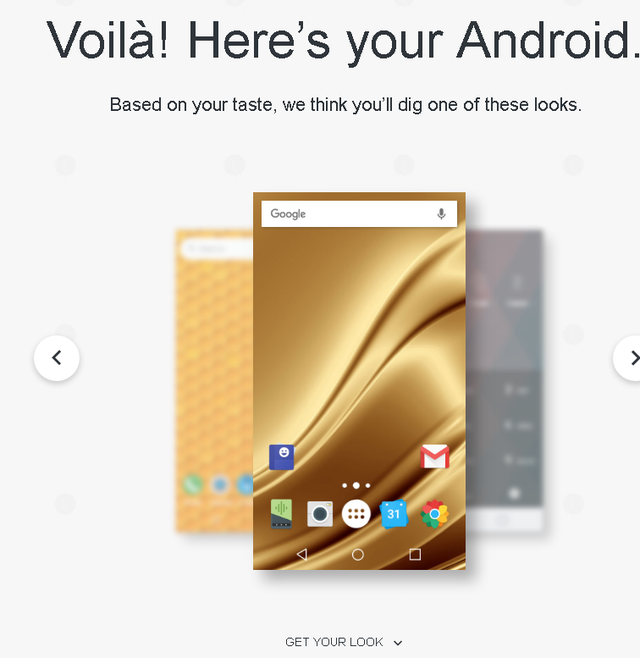 Voilà! Here’s your Android.
Based on your taste, we think you’ll dig one of these looks.
Google
31
GET YOUR LOOK